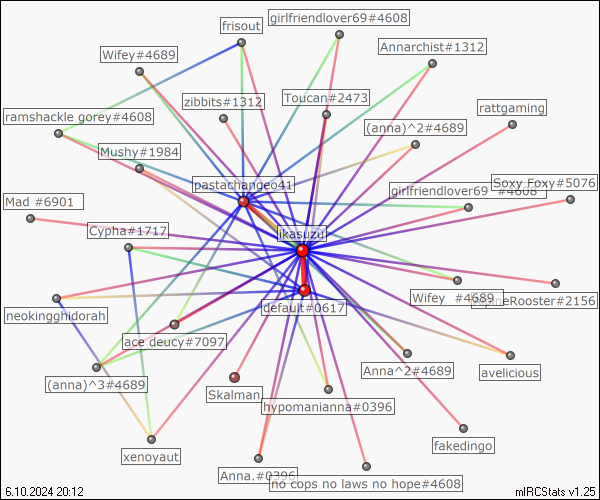 girlfriendlover69#4608
frisout
Annarchist#1312
Wifey#4689
zibbits#1312
Toucan#2473
rattgaming
ramshackle gorey#4608
(anna)^2#4689
Mushy#1984
pastachangeo41
Soxy Foxy#5076
girlfriendlover69
Mad #6901
Cypha#1717
ikasuzu
Wifey #4689
RineRooster#2156
neokingghidorah
default#0617
ace deucy#7097
Anna^2#4689
avelicious
(anna)^3#4689
Skalman,
hypomanianna#0396
fakedingo
xenoyaut
Anna.#0396
no cops no laws no hope#4608
6.10.2024 20:12
mIRCStats v1.25